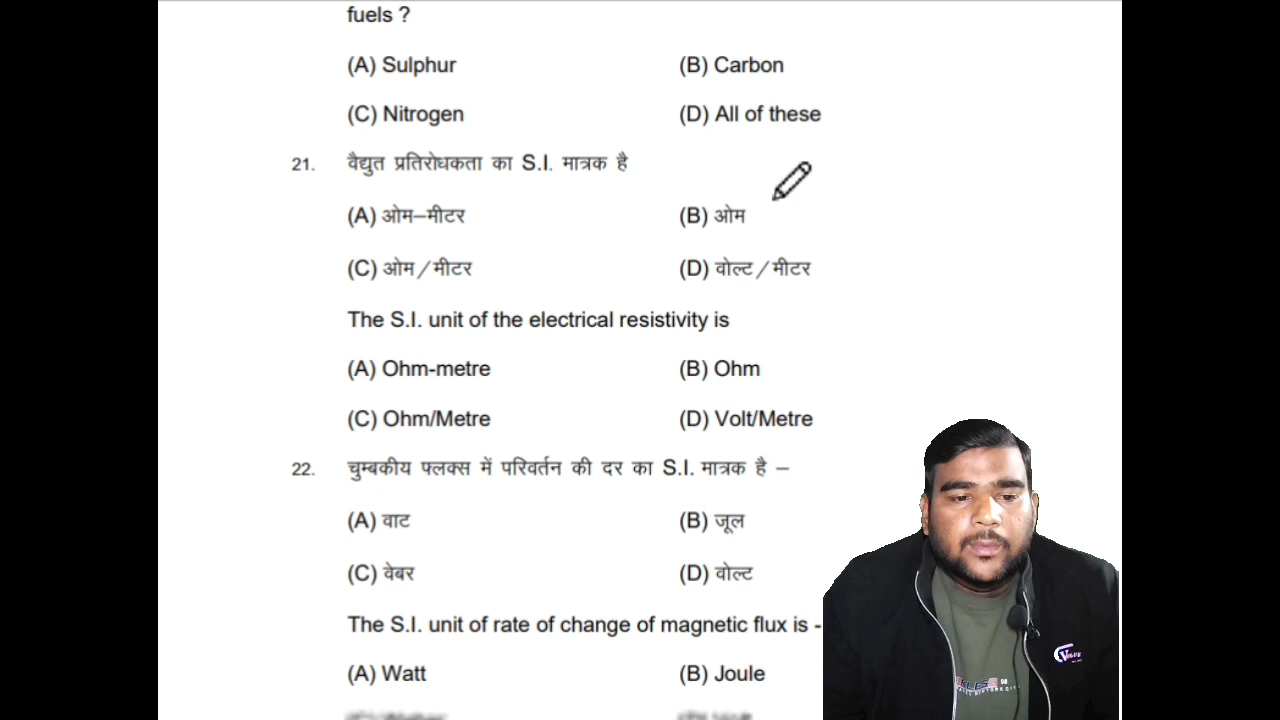 fuels ?
(A) Sulphur (B) Carbon
(C) Nitrogen (D) All of these
21. वैद्युत प्रतिरोधकता का S.I. मात्रक है
(A) ओम–मीटर (B) ओम
(C) ओम/मीटर (D) वोल्ट/मीटर
The S.I. unit of the electrical resistivity is
(A) Ohm-metre (B) Ohm
(C) Ohm/Metre (D) Volt/Metre
22. चुम्बकीय फ्लक्स में परिवर्तन की दर का S.I. मात्रक है –
(A) वाट (B) जूल
(C) वेबर (D) वोल्ट
The S.I. unit of rate of change of magnetic flux is -
(A) Watt (B) Joule